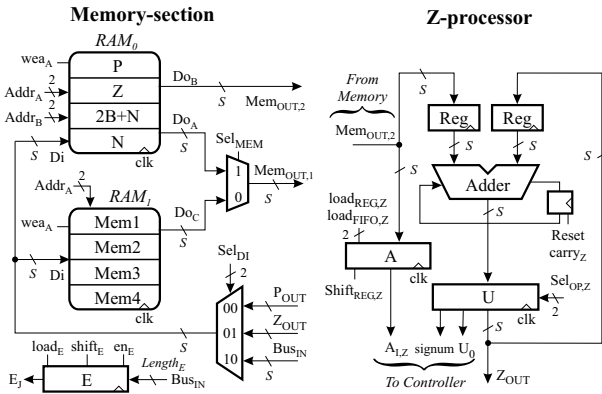 Memory-section
RAM0
weaA
P
Z
2B+N
N
clk
AddrA
2
AddrB
2
S
Di
DoB
S
MemOUT,2
DoA
S
SelMEM
1
0
MemOUT,1
S
AddrA
2
RAM1
weaA
Mem1
Mem2
Mem3
Mem4
clk
S
Di
DoC
S
SelDI
2
00
01
10
POUT
ZOUT
BusIN
S
S
loadE
shiftE
enE
EJ
E
LengthE
BusIN
Z-processor
From
Memory
MemOUT,2
S
Reg
Reg
S
S
S
S
Adder
S
Reset
carryZ
loadREG,Z
loadFIFO,Z
2
A
clk
ShiftREG,Z
SelOP,Z
2
U
clk
S
AI,Z
signum
U0
To Controller
ZOUT